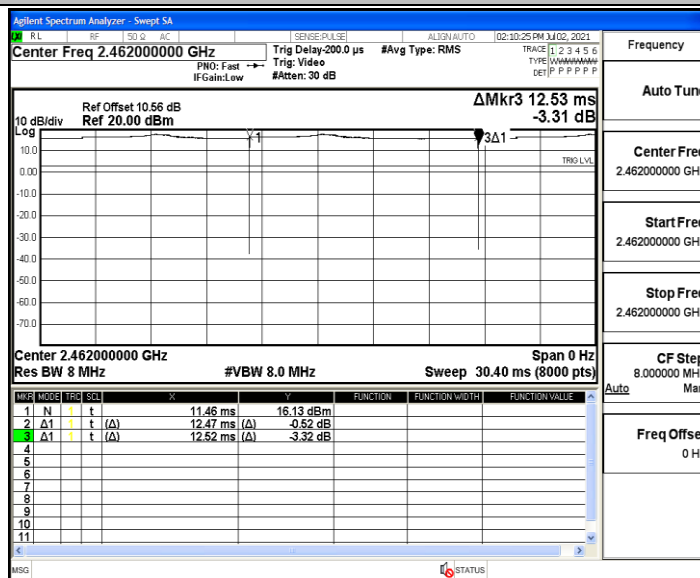 Agilent Spectrum Analyzer - Swept SA
RL RF 50 Ω AC SENSE:PULSE ALIGN AUTO 02:10:25 PM Jul 02, 2021
Center Freq 2.462000000 GHz
PNO: Fast
IFGain:Low
Trig Delay-200.0 µs
Trig: Video
#Atten: 30 dB
#Avg Type: RMS
TRACE 1 2 3 4 5 6
TYPE WWWWWW
DET P P P P P P
Ref Offset 10.56 dB
10 dB/div Ref 20.00 dBm
Log
ΔMkr3 12.53 ms
-3.31 dB
1
3Δ1
TRIG LVL
10.0
0.00
-10.0
-20.0
-30.0
-40.0
-50.0
-60.0
-70.0
Center 2.462000000 GHz Span 0 Hz
Res BW 8 MHz #VBW 8.0 MHz Sweep 30.40 ms (8000 pts)
MKR MODE TRC SCL X Y FUNCTION FUNCTION WIDTH FUNCTION VALUE
1 N 1 t 11.46 ms 16.13 dBm
2 Δ1 1 t (Δ) 12.47 ms (Δ) -0.52 dB
3 Δ1 1 t (Δ) 12.52 ms (Δ) -3.32 dB
4
5
6
7
8
9
10
11
MSG STATUS
Frequency
Auto Tun
Center Fre
2.462000000 GH
Start Fre
2.462000000 GH
Stop Fre
2.462000000 GH
CF Step
8.000000 MH
Auto Ma
Freq Offse
0 H